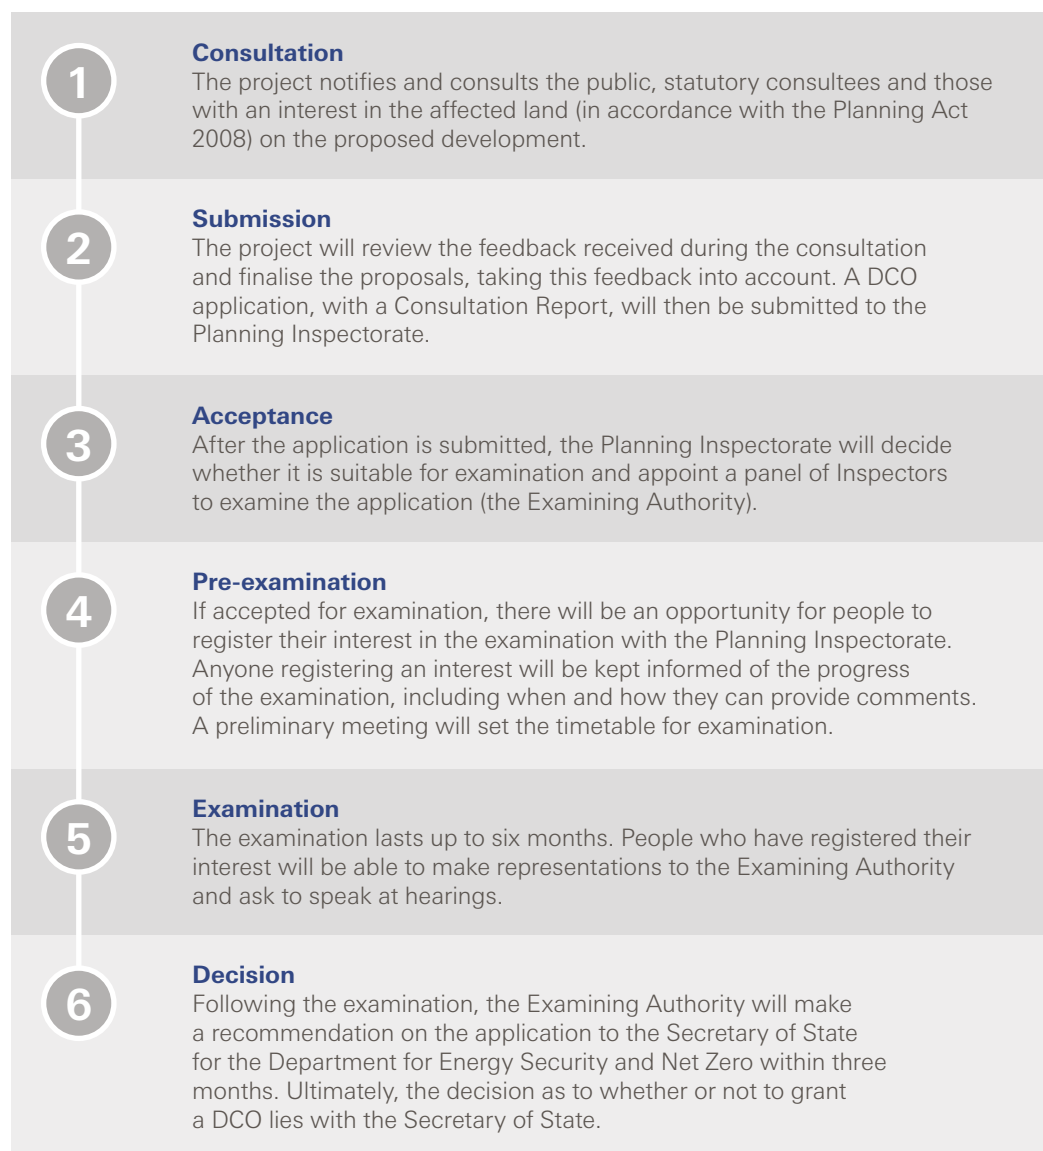 1
Consultation
The project notifies and consults the public, statutory consultees and those
with an interest in the affected land (in accordance with the Planning Act
2008) on the proposed development.
2
Submission
The project will review the feedback received during the consultation
and finalise the proposals, taking this feedback into account. A DCO
application, with a Consultation Report, will then be submitted to the
Planning Inspectorate.
3
Acceptance
After the application is submitted, the Planning Inspectorate will decide
whether it is suitable for examination and appoint a panel of Inspectors
to examine the application (the Examining Authority).
4
Pre-examination
If accepted for examination, there will be an opportunity for people to
register their interest in the examination with the Planning Inspectorate.
Anyone registering an interest will be kept informed of the progress
of the examination, including when and how they can provide comments.
A preliminary meeting will set the timetable for examination.
5
Examination
The examination lasts up to six months. People who have registered their
interest will be able to make representations to the Examining Authority
and ask to speak at hearings.
6
Decision
Following the examination, the Examining Authority will make
a recommendation on the application to the Secretary of State
for the Department for Energy Security and Net Zero within three
months. Ultimately, the decision as to whether or not to grant
a DCO lies with the Secretary of State.